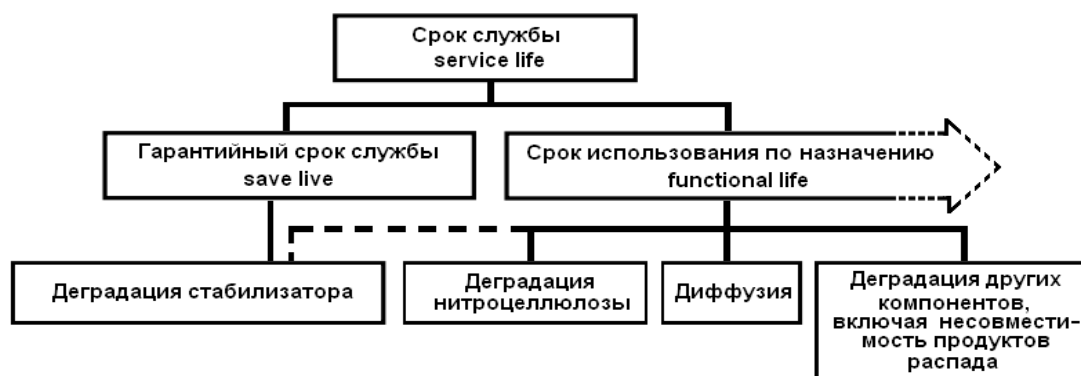 Срок службы
service life
Гарантийный срок службы
save live
Срок использования по назначению
functional life
Деградация стабилизатора
Деградация
нитроцеллюлозы
Диффузия
Деградация других
компонентов,
включая несовмести-
мость продуктов
распада